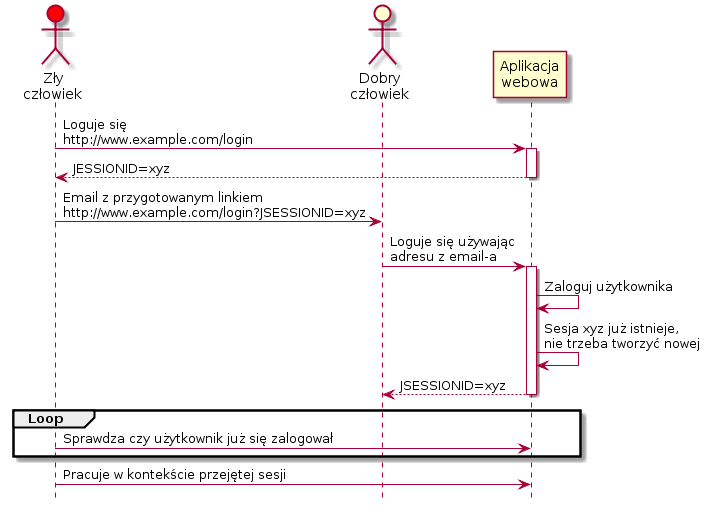 Zły
człowiek
Dobry
człowiek
Aplikacja
webowa
Loguje się
http://www.example.com/login
JESSIONID=xyz
Email z przygotowanym linkiem
http://www.example.com/login?JSESSIONID=xyz
Loguje się używając
adresu z email-a
Zaloguj użytkownika
Sesja xyz już istnieje,
nie trzeba tworzyć nowej
JSESSIONID=xyz
Loop
Sprawdza czy użytkownik już się zalogował
Pracuje w kontekście przejętej sesji